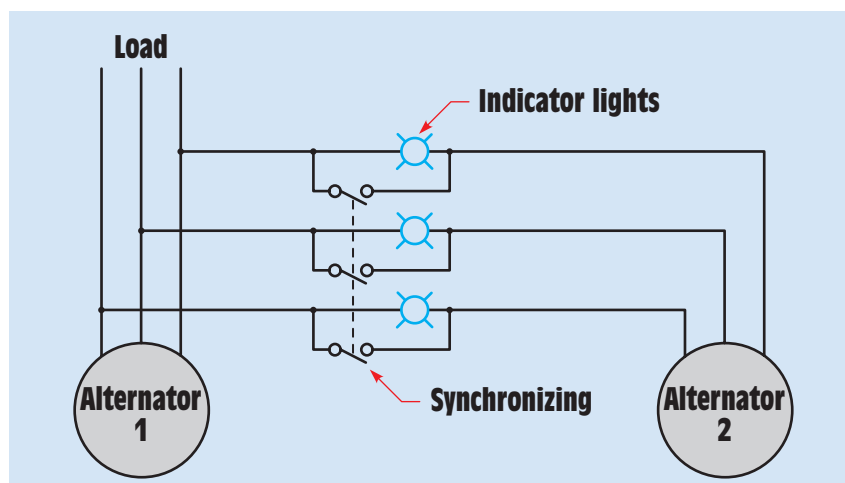 Load
Indicator lights
Synchronizing
Alternator
1
Alternator
2